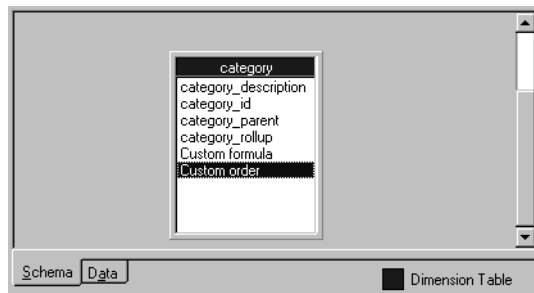 category
category_description
category_id
category_parent
category_rollup
Custom formula
Custom order
Schema Data
Dimension Table